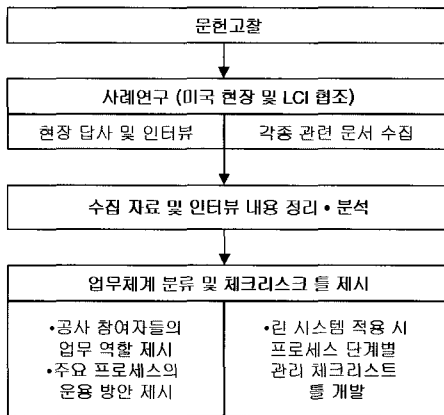 문헌고찰
사례연구 (미국 현장 및 LCI 협조)
현장 답사 및 인터뷰
각종 관련 문서 수집
수집 자료 및 인터뷰 내용 정리 • 분석
업무체계 분류 및 체크리스크 틀 제시
•공사 참여자들의
업무 역할 제시
•주요 프로세스의
운용 방안 제시
•린 시스템 적용 시
프로세스 단계별
관리 체크리스트
틀 개발